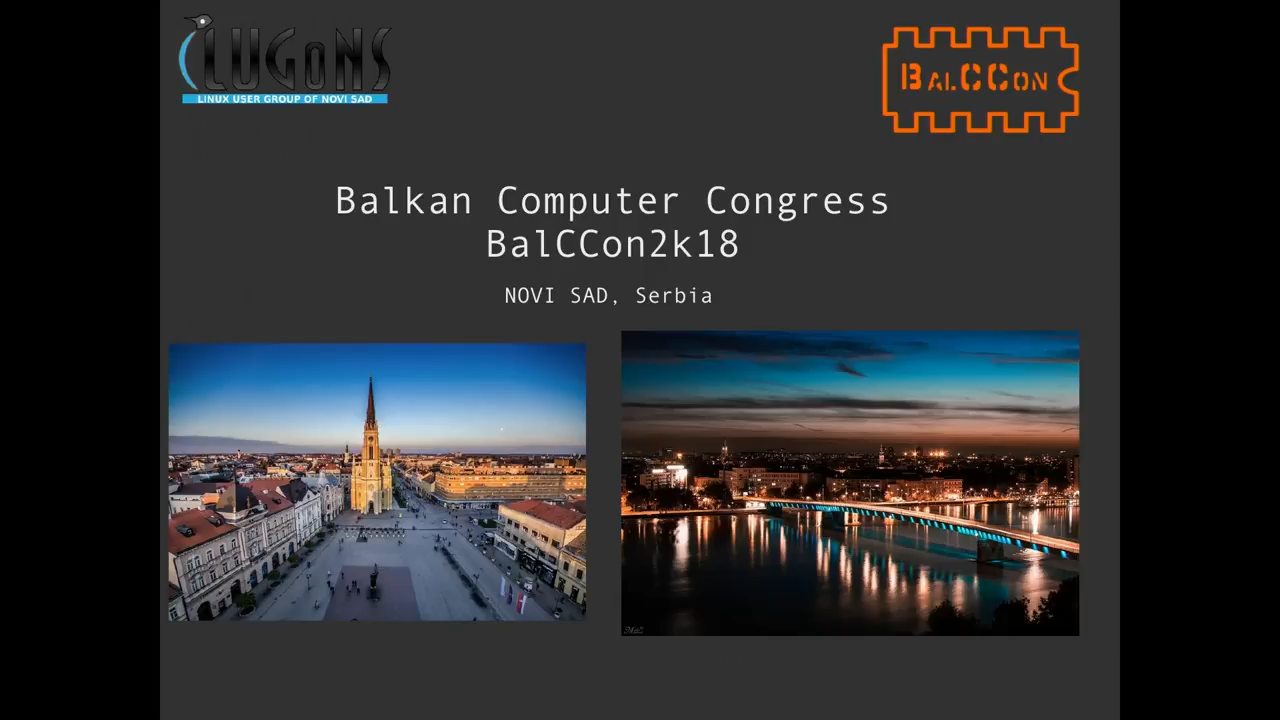 LUGoNS
LINUX USER GROUP OF NOVI SAD
BALCCON
Balkan Computer Congress
BalCCon2k18
NOVI SAD, Serbia